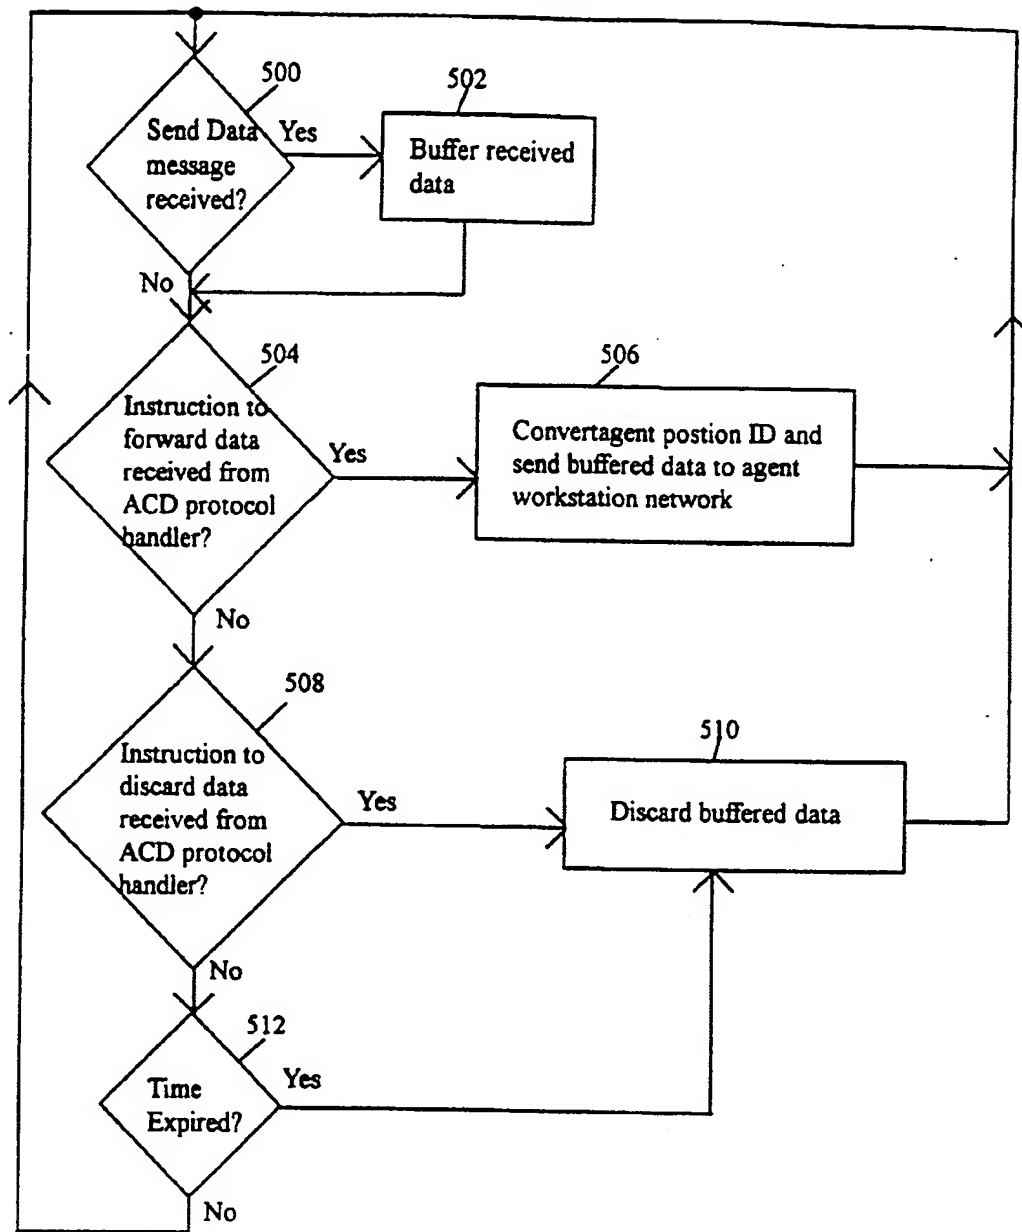 500
Send Data
message
received?
Yes
502
Buffer received
data
No
504
Instruction to
forward data
received from
ACD protocol
handler?
Yes
506
Convertagent postion ID and
send buffered data to agent
workstation network
No
508
Instruction to
discard data
received from
ACD protocol
handler?
Yes
510
Discard buffered data
No
512
Time
Expired?
Yes
No